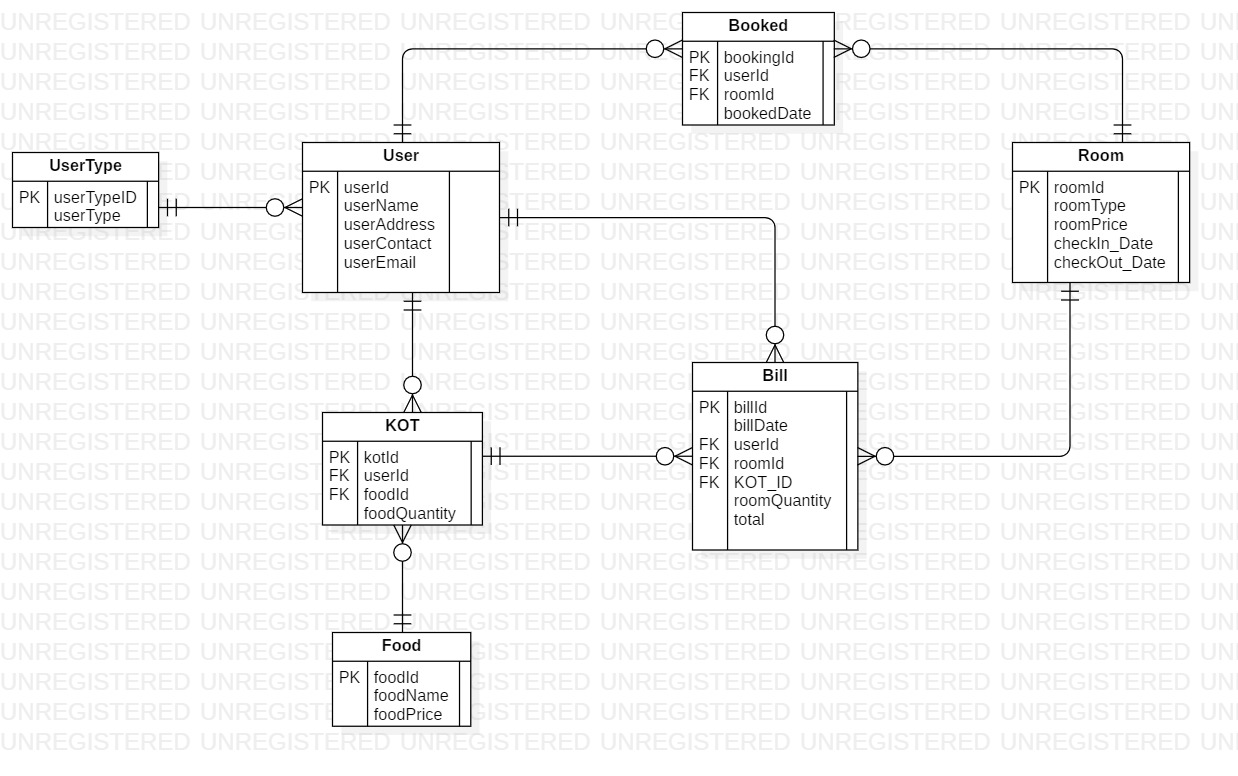 Booked
PK bookingId
FK userId
FK roomId
bookedDate
UserType
PK userTypeID
userType
User
PK userId
userName
userAddress
userContact
userEmail
Room
PK roomId
roomType
roomPrice
checkIn_Date
checkOut_Date
KOT
PK kotId
FK userId
FK foodId
foodQuantity
Bill
PK billId
billDate
FK userId
FK roomId
FK KOT_ID
roomQuantity
total
Food
PK foodId
foodName
foodPrice
UNREGISTERED